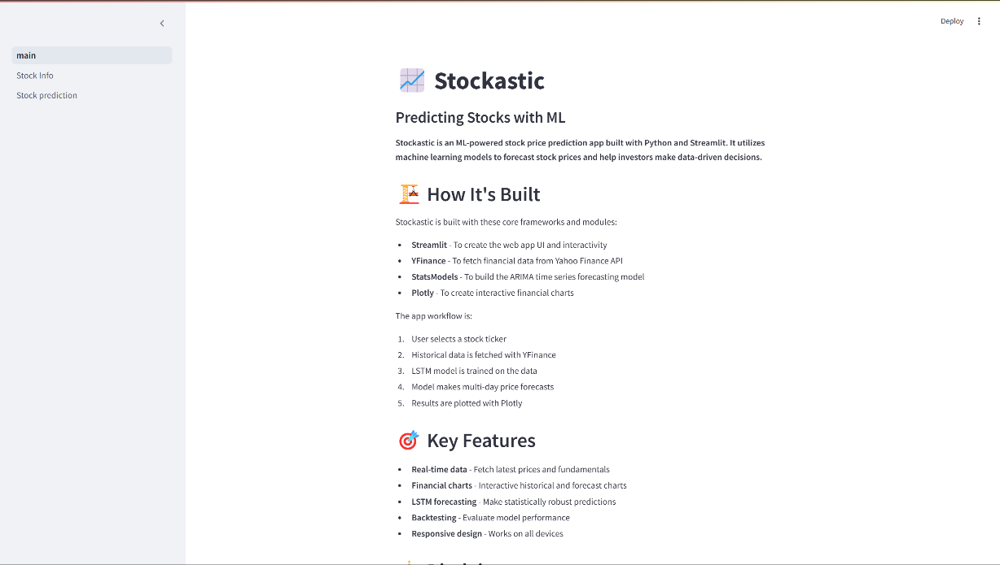 Deploy
main
Stock Info
Stock prediction
Stockastic
Predicting Stocks with ML
Stockastic is an ML-powered stock price prediction app built with Python and Streamlit. It utilizes
machine learning models to forecast stock prices and help investors make data-driven decisions.
How It's Built
Stockastic is built with these core frameworks and modules:
• Streamlit - To create the web app UI and interactivity
• YFinance - To fetch financial data from Yahoo Finance API
• StatsModels - To build the ARIMA time series forecasting model
• Plotly - To create interactive financial charts
The app workflow is:
1. User selects a stock ticker
2. Historical data is fetched with YFinance
3. LSTM model is trained on the data
4. Model makes multi-day price forecasts
5. Results are plotted with Plotly
Key Features
• Real-time data - Fetch latest prices and fundamentals
• Financial charts - Interactive historical and forecast charts
• LSTM forecasting - Make statistically robust predictions
• Backtesting - Evaluate model performance
• Responsive design - Works on all devices